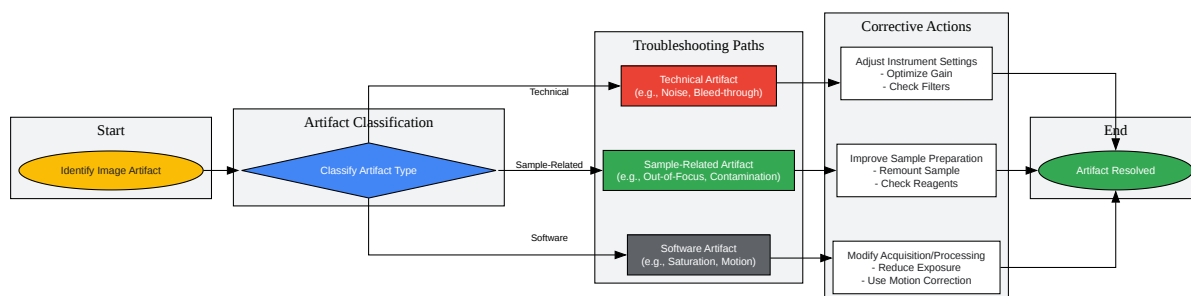 Start
Identify Image Artifact
Artifact Classification
Classify Artifact Type
Technical
Sample-Related
Software
Troubleshooting Paths
Technical Artifact
(e.g., Noise, Bleed-through)
Sample-Related Artifact
(e.g., Out-of-Focus, Contamination)
Software Artifact
(e.g., Saturation, Motion)
Corrective Actions
Adjust Instrument Settings
- Optimize Gain
- Check Filters
Improve Sample Preparation
- Remount Sample
- Check Reagents
Modify Acquisition/Processing
- Reduce Exposure
- Use Motion Correction
End
Artifact Resolved